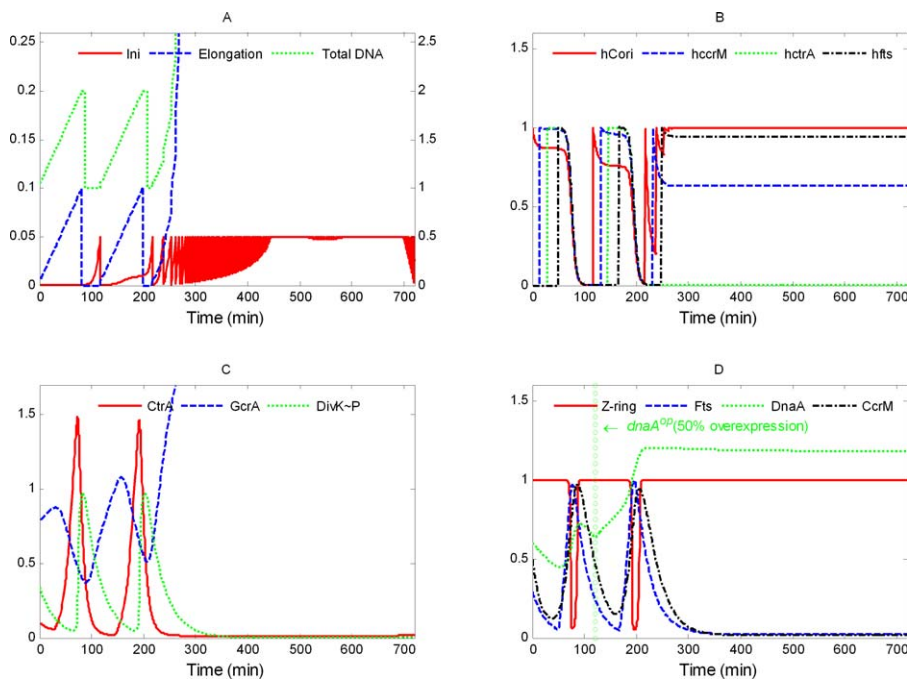 A
Ini Elongation Total DNA
0.25 2.5
0.2 2
0.15 1.5
0.1 1
0.05 0.5
0 0
0 100 200 300 400 500 600 700
Time (min)
B
hCori hccrM hctrA hfts
1.5
1
0.5
0
0 100 200 300 400 500 600 700
Time (min)
C
CtrA GcrA DivK~P
1.5
1
0.5
0
0 100 200 300 400 500 600 700
Time (min)
D
Z-ring Fts DnaA CcrM
← dnaA^op(50% overexpression)
1.5
1
0.5
0
0 100 200 300 400 500 600 700
Time (min)